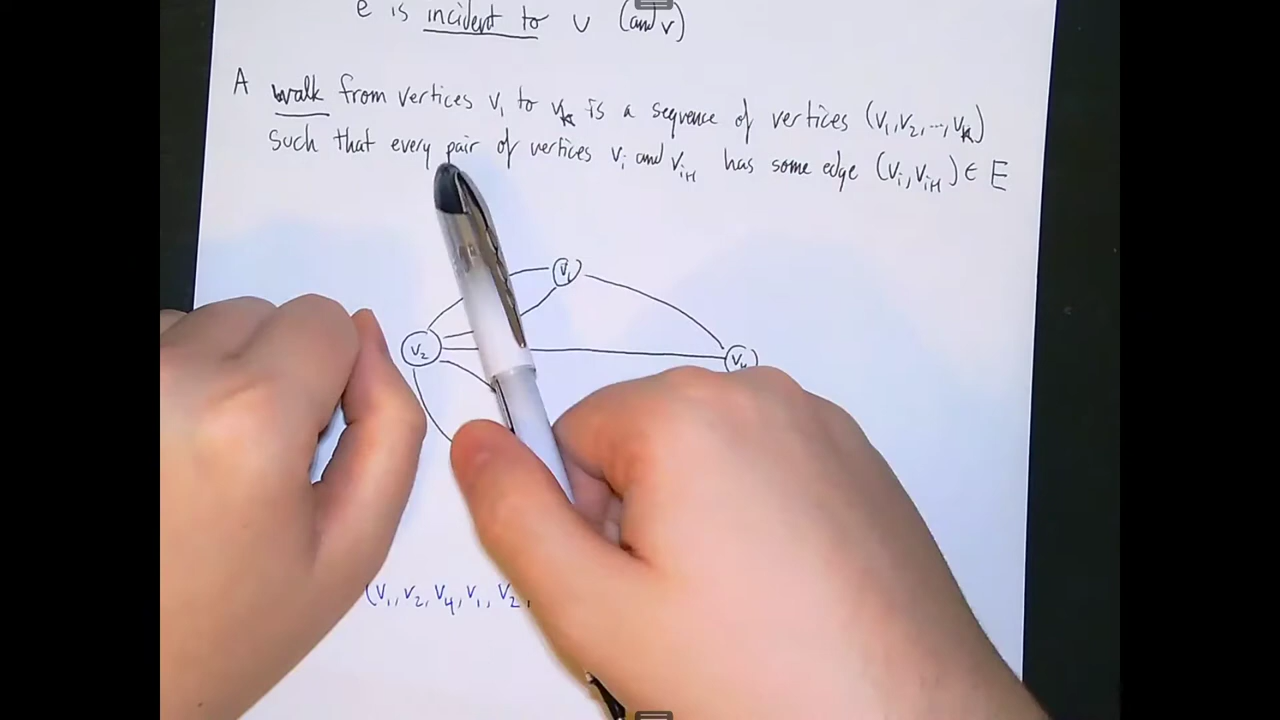 e is incident to u (and v)
A walk from vertices v₁ to vₖ is a sequence of vertices (v₁, v₂, ..., vₖ)
such that every pair of vertices vᵢ and vᵢ₊₁ has some edge (vᵢ, vᵢ₊₁) ∈ E
v₁
v₂
v₄
(v₁, v₂, v₄, v₁, v₂,